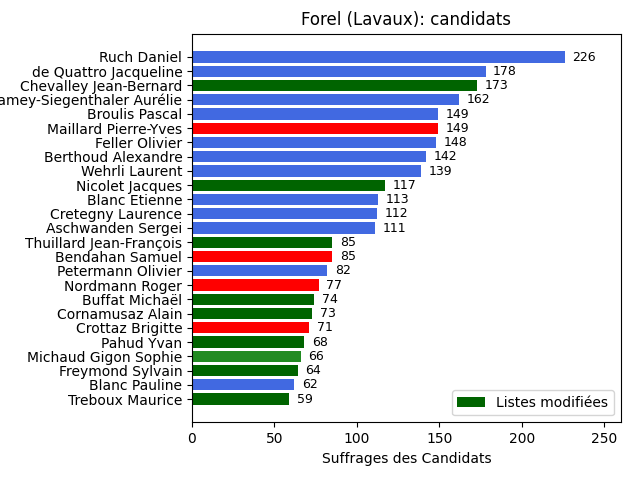 Forel (Lavaux): candidats
Ruch Daniel 226
de Quattro Jacqueline 178
Chevalley Jean-Bernard 173
amey-Siegenthaler Aurélie 162
Broulis Pascal 149
Maillard Pierre-Yves 149
Feller Olivier 148
Berthoud Alexandre 142
Wehrli Laurent 139
Nicolet Jacques 117
Blanc Etienne 113
Cretegny Laurence 112
Aschwanden Sergei 111
Thuillard Jean-François 85
Bendahan Samuel 85
Petermann Olivier 82
Nordmann Roger 77
Buffat Michaël 74
Cornamusaz Alain 73
Crottaz Brigitte 71
Pahud Yvan 68
Michaud Gigon Sophie 66
Freymond Sylvain 64
Blanc Pauline 62
Treboux Maurice 59
Listes modifiées
0 50 100 150 200 250
Suffrages des Candidats